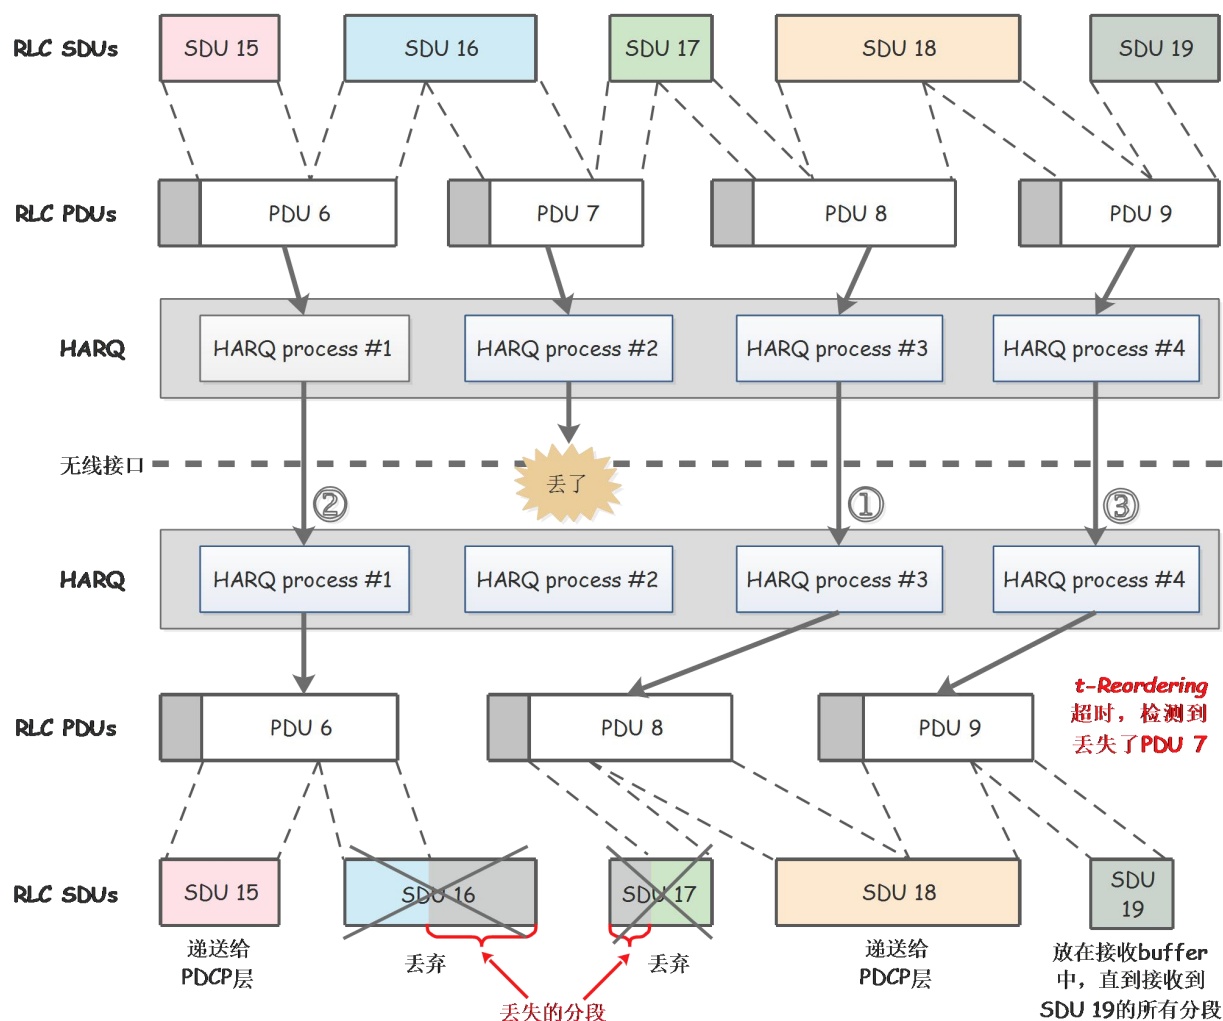 RLC SDUs
SDU 15
SDU 16
SDU 17
SDU 18
SDU 19
RLC PDUs
PDU 6
PDU 7
PDU 8
PDU 9
HARQ
HARQ process #1
HARQ process #2
HARQ process #3
HARQ process #4
无线接口
丢了
②
①
③
HARQ
HARQ process #1
HARQ process #2
HARQ process #3
HARQ process #4
RLC PDUs
PDU 6
PDU 8
PDU 9
t-Reordering
超时，检测到
丢失了PDU 7
RLC SDUs
SDU 15
SDU 16
SDU 17
SDU 18
SDU
19
递送给
PDCP层
丢弃
丢弃
递送给
PDCP层
放在接收buffer
中，直到接收到
SDU 19的所有分段
丢失的分段